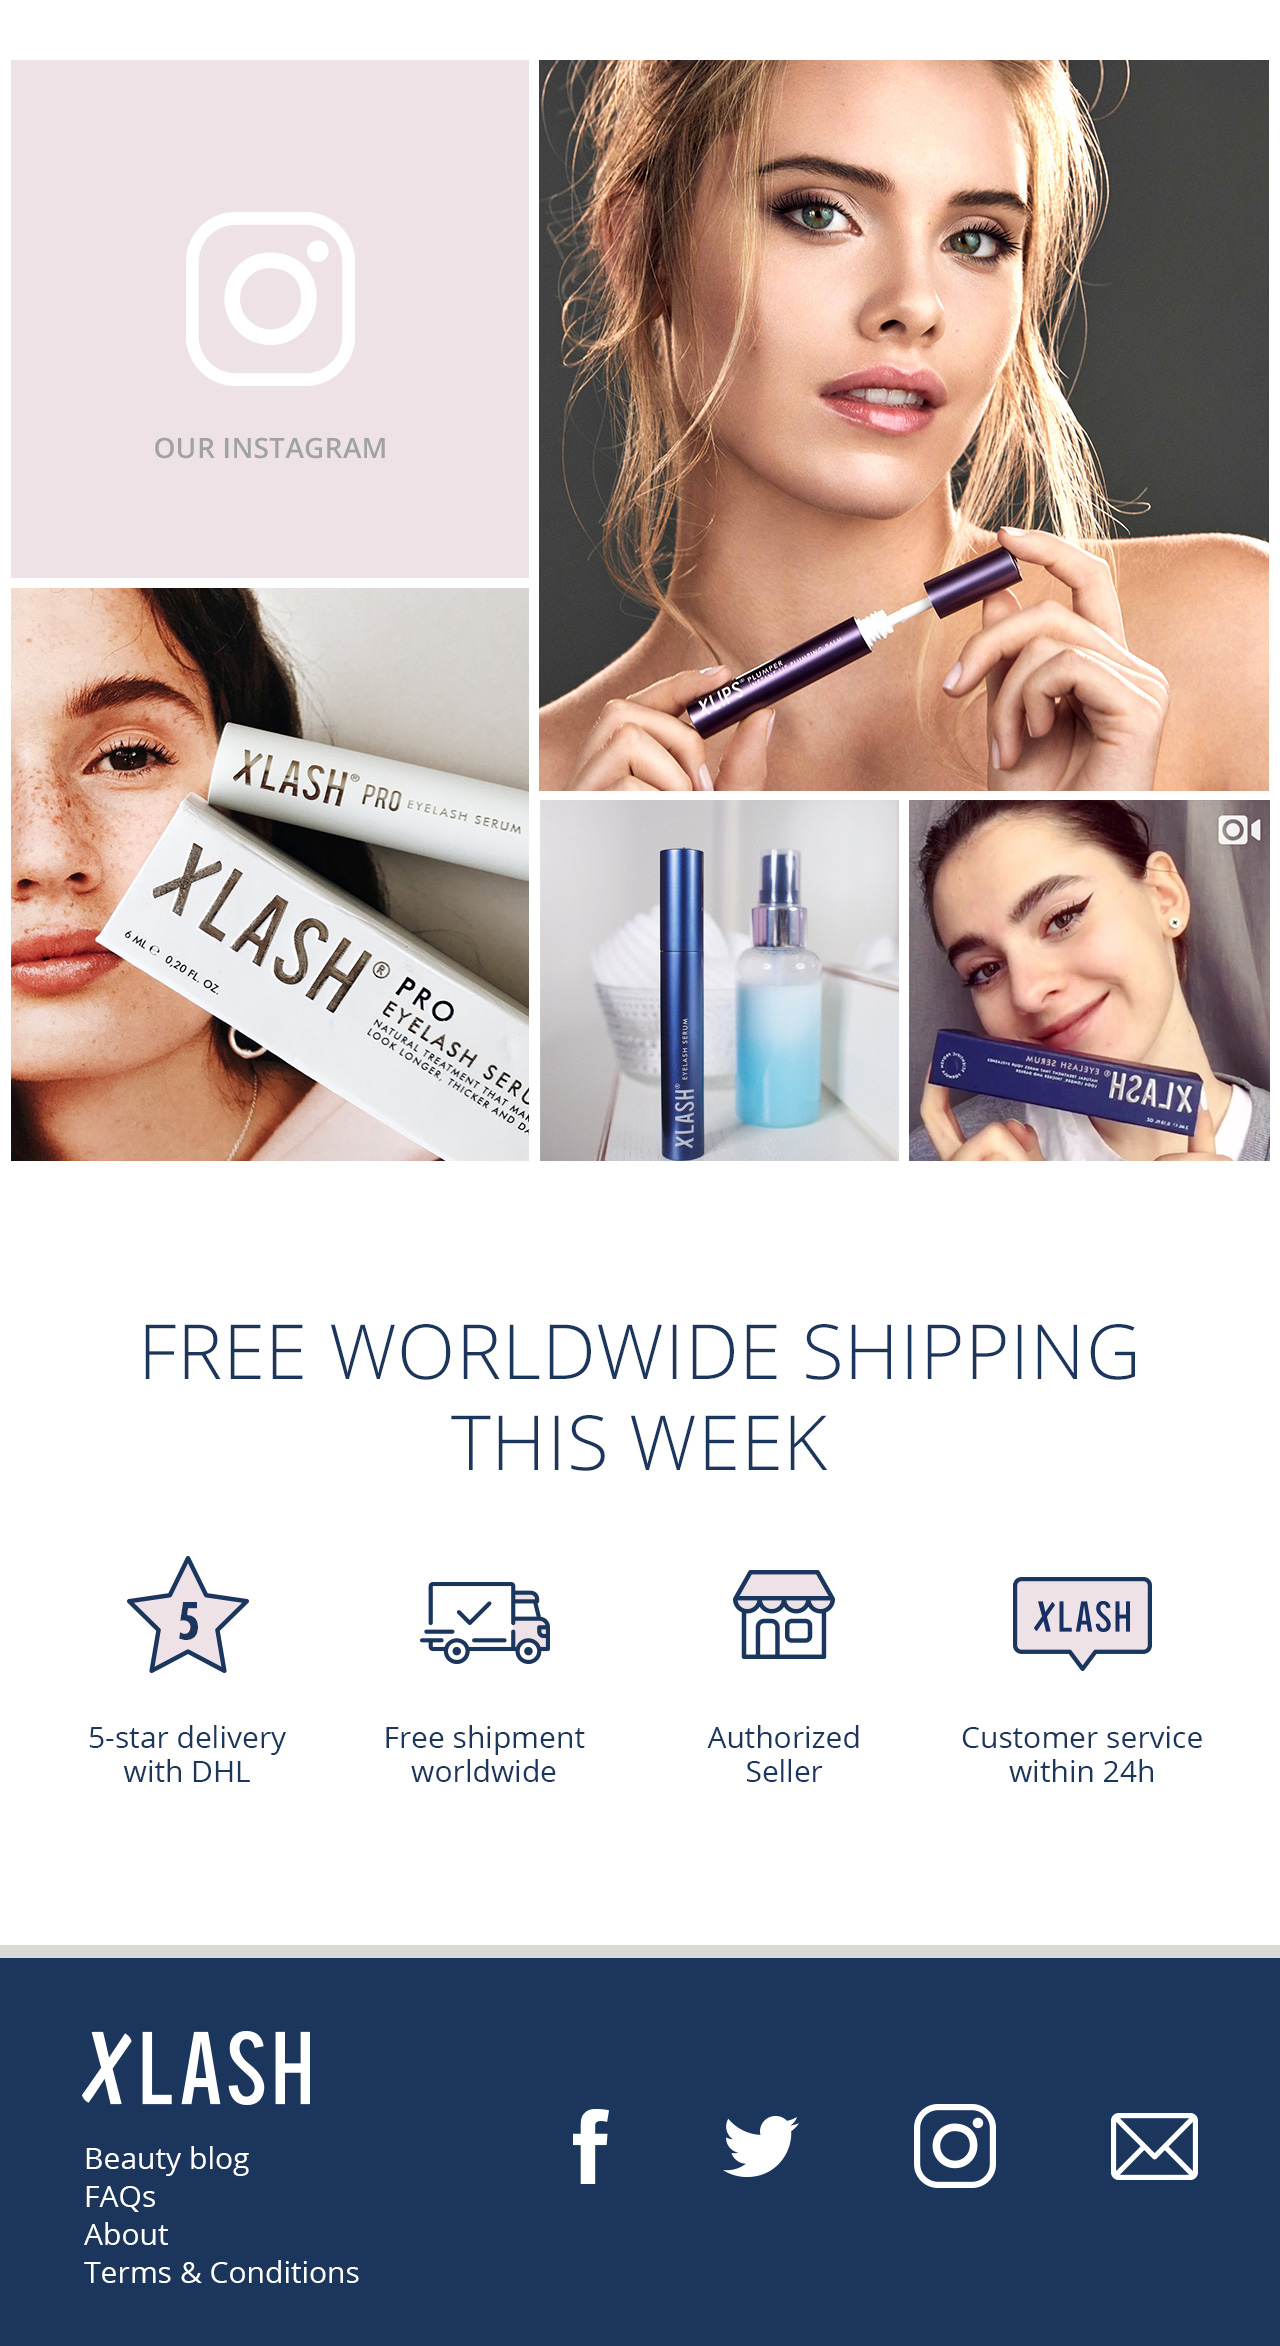 OUR INSTAGRAM
XLIPS® PLUMPER
XLASH® PRO EYELASH SERUM
XLASH® PRO
EYELASH SERU
NATURAL TREATMENT THAT MAK
LOOK LONGER, THICKER AND DA
6 ML ℮ 0,20 FL. OZ.
XLASH® EYELASH SERUM
XLASH® EYELASH SERUM
FREE WORLDWIDE SHIPPING
THIS WEEK
5
XLASH
5-star delivery
with DHL
Free shipment
worldwide
Authorized
Seller
Customer service
within 24h
XLASH
Beauty blog
FAQs
About
Terms & Conditions